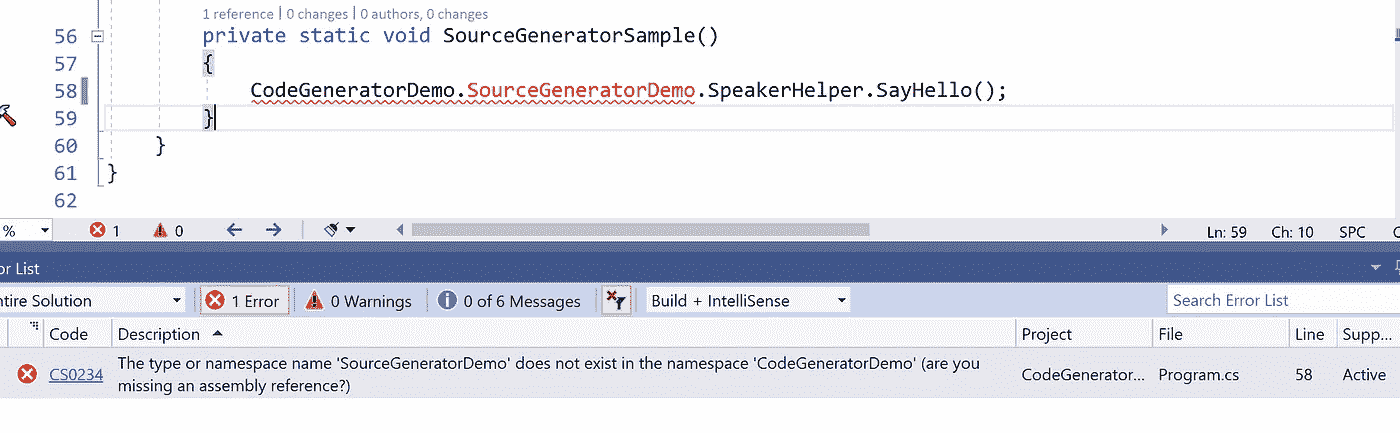 1 reference | 0 changes | 0 authors, 0 changes
56 private static void SourceGeneratorSample()
57 {
58 CodeGeneratorDemo.SourceGeneratorDemo.SpeakerHelper.SayHello();
59 }
60 }
61 }
62
% 1 0 Ln: 59 Ch: 10 SPC
or List
ntire Solution 1 Error 0 Warnings 0 of 6 Messages Build + IntelliSense Search Error List
Code Description Project File Line Supp...
CS0234 The type or namespace name 'SourceGeneratorDemo' does not exist in the namespace 'CodeGeneratorDemo' (are you
missing an assembly reference?) CodeGenerator... Program.cs 58 Active